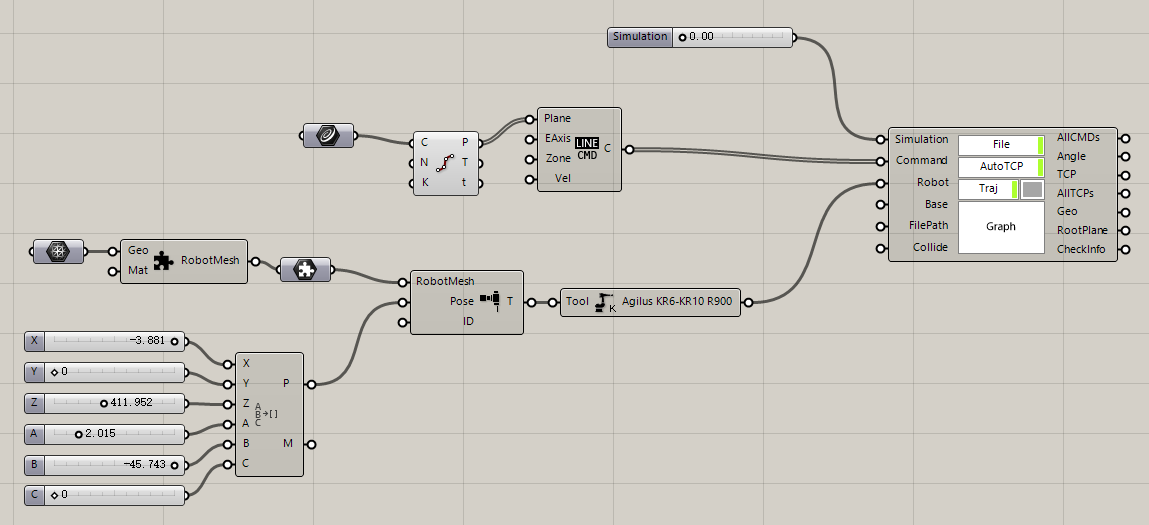 Simulation 0.00
C P
N T
K t
Plane
EAxis
Zone
Vel
LINE
CMD
C
Simulation
Command
Robot
Base
FilePath
Collide
File
AutoTCP
Traj
Graph
AllCMDs
Angle
TCP
AllTCPs
Geo
RootPlane
CheckInfo
Geo
Mat
RobotMesh
RobotMesh
Pose
ID
T
Tool
K
Agilus KR6-KR10 R900
X -3.881
Y 0
Z 411.952
A 2.015
B -45.743
C 0
X
Y
Z
A
B
C
A
B→[]
C
P
M